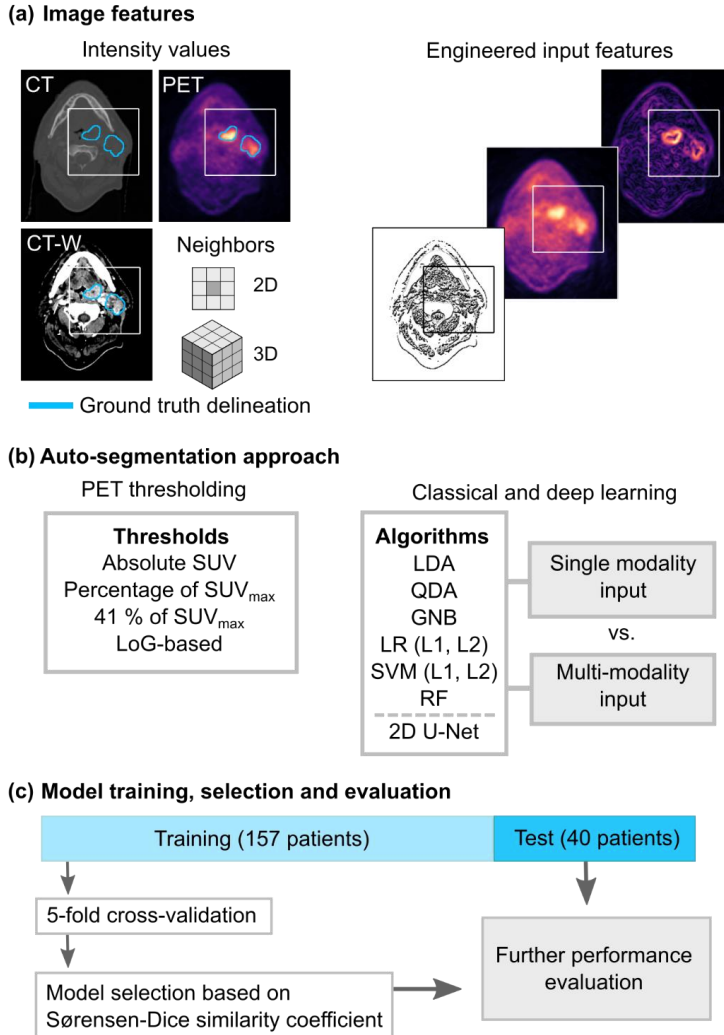 (a) Image features
Intensity values
Engineered input features
CT
PET
CT-W
Neighbors
2D
3D
Ground truth delineation
(b) Auto-segmentation approach
PET thresholding
Thresholds
Absolute SUV
Percentage of SUVmax
41 % of SUVmax
LoG-based
Classical and deep learning
Algorithms
LDA
QDA
GNB
LR (L1, L2)
SVM (L1, L2)
RF
2D U-Net
Single modality
input
vs.
Multi-modality
input
(c) Model training, selection and evaluation
Training (157 patients)
Test (40 patients)
5-fold cross-validation
Model selection based on
Sørensen-Dice similarity coefficient
Further performance
evaluation